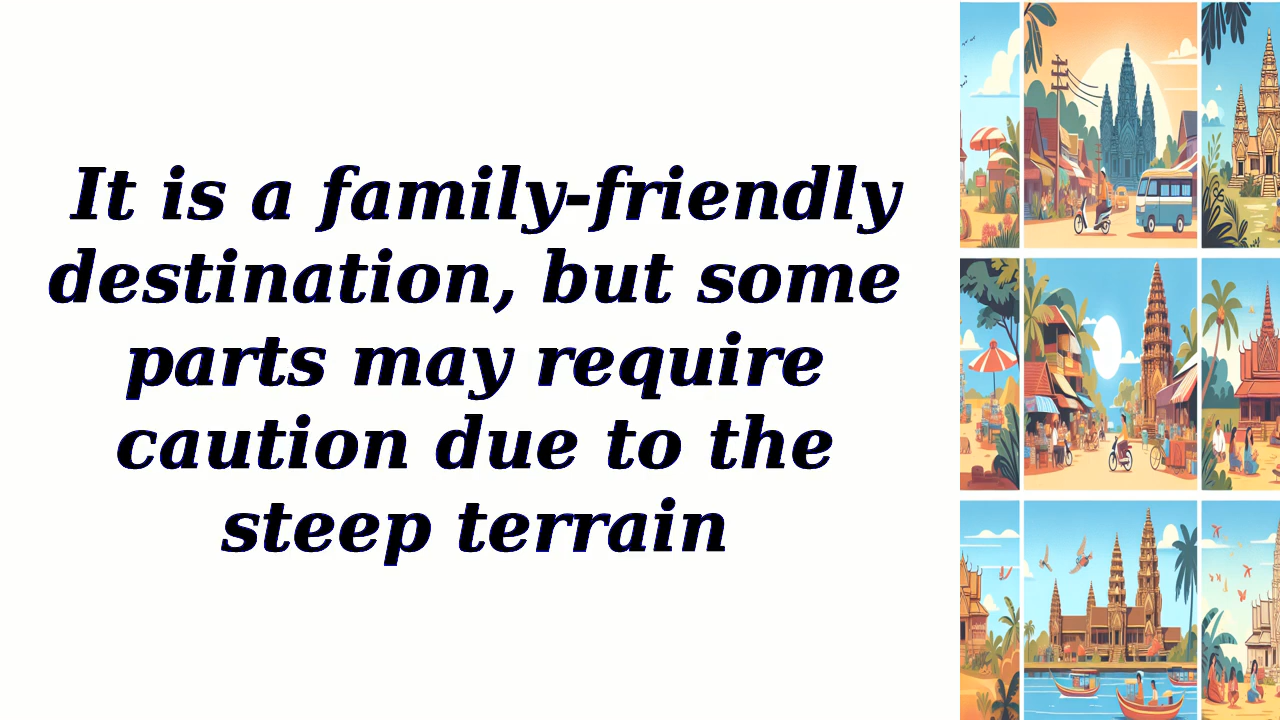 It is a family-friendly
destination, but some
parts may require
caution due to the
steep terrain